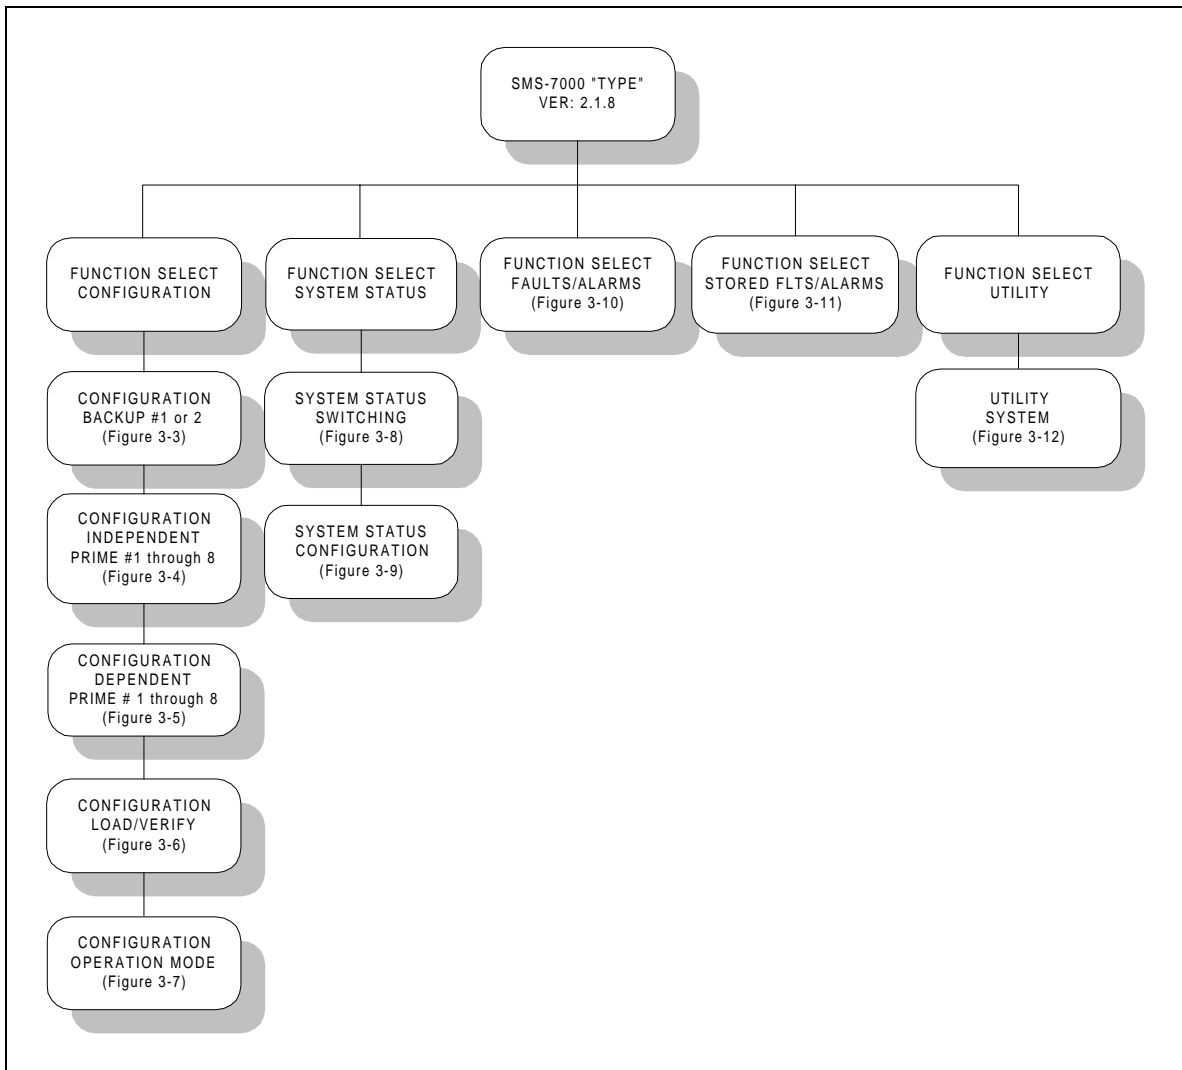 SMS-7000 "TYPE"
VER: 2.1.8
FUNCTION SELECT
CONFIGURATION
FUNCTION SELECT
SYSTEM STATUS
FUNCTION SELECT
FAULTS/ALARMS
(Figure 3-10)
FUNCTION SELECT
STORED FLTS/ALARMS
(Figure 3-11)
FUNCTION SELECT
UTILITY
CONFIGURATION
BACKUP #1 or 2
(Figure 3-3)
SYSTEM STATUS
SWITCHING
(Figure 3-8)
UTILITY
SYSTEM
(Figure 3-12)
CONFIGURATION
INDEPENDENT
PRIME #1 through 8
(Figure 3-4)
SYSTEM STATUS
CONFIGURATION
(Figure 3-9)
CONFIGURATION
DEPENDENT
PRIME # 1 through 8
(Figure 3-5)
CONFIGURATION
LOAD/VERIFY
(Figure 3-6)
CONFIGURATION
OPERATION MODE
(Figure 3-7)